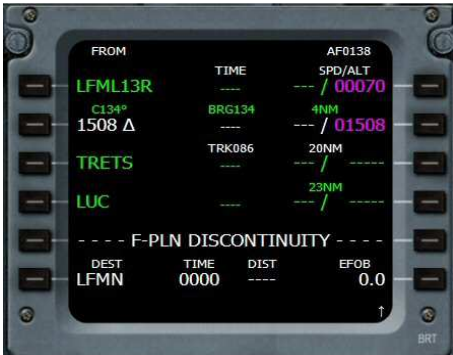 FROM AF0138
TIME SPD/ALT
LFML13R ---- --- / 00070
C134° BRG134 4NM
1508 Δ ---- --- / 01508
TRK086 20NM
TRETS ---- --- / -----
23NM
LUC ---- --- / -----
- - - - F-PLN DISCONTINUITY - - - -
DEST TIME DIST EFOB
LFMN 0000 ---- 0.0
↑
BRT